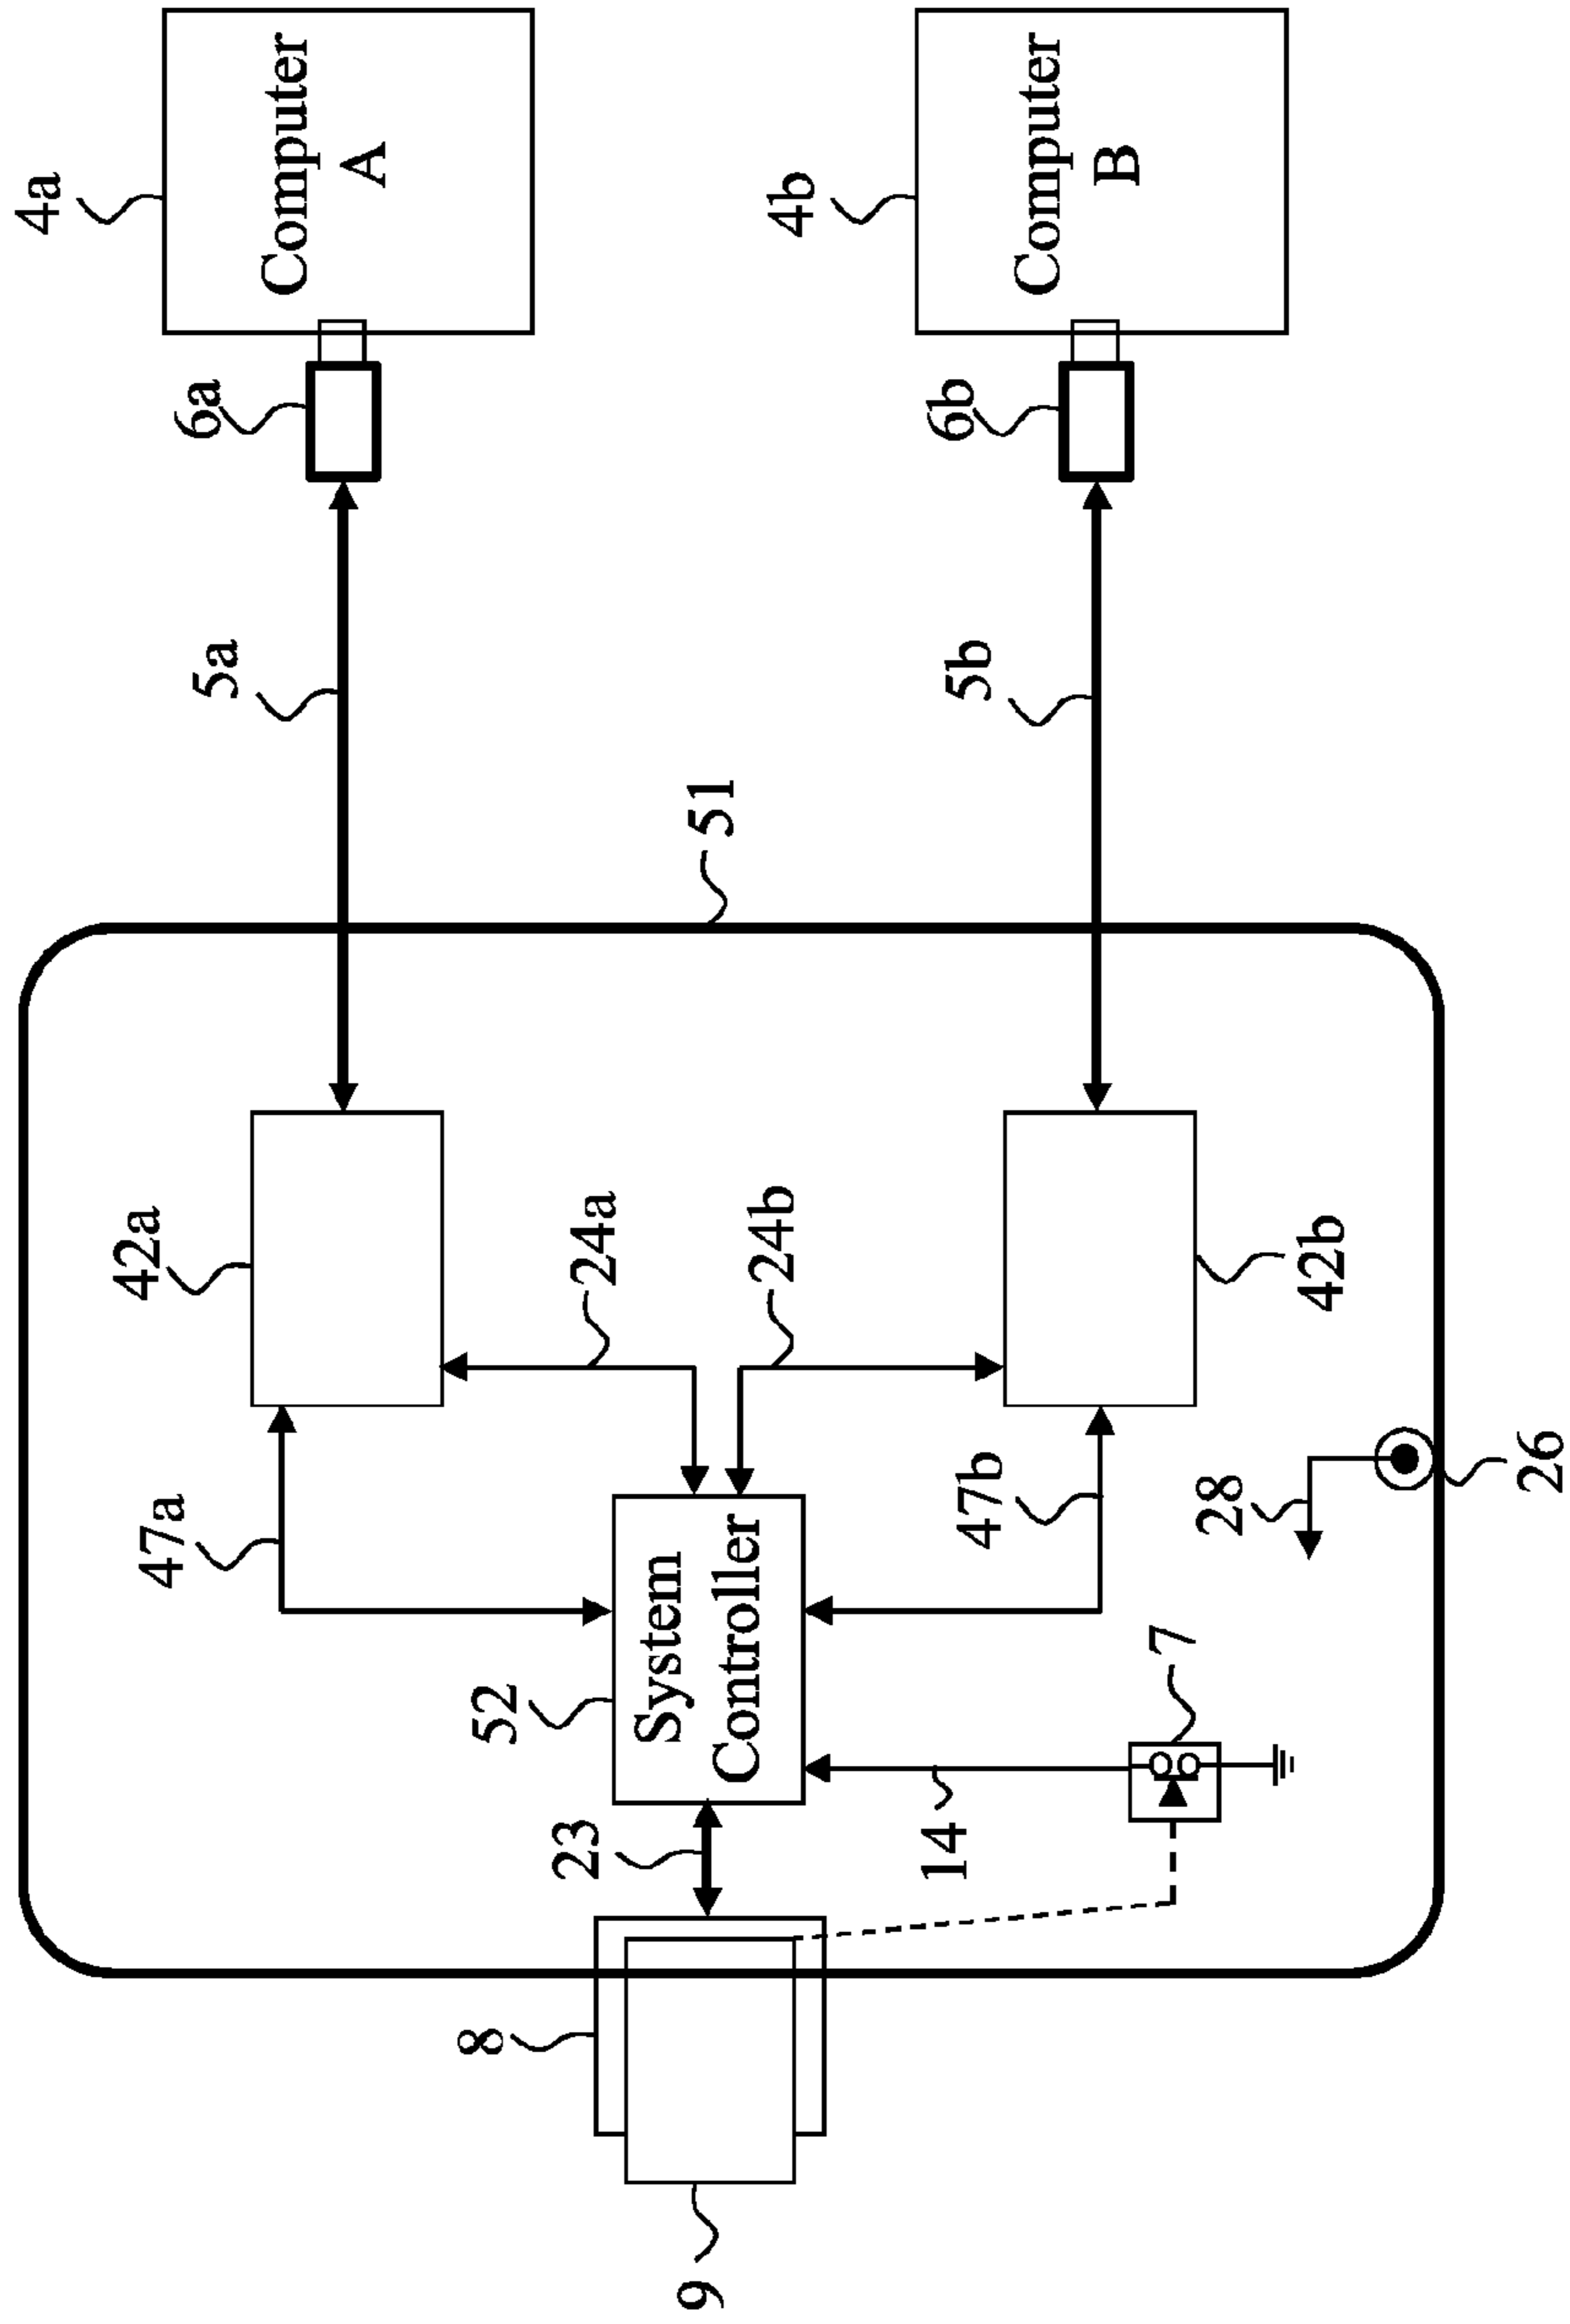 4a
42a
47a
6a
5a
Computer
A
8
52
23
24a
System
Controller
9
51
24b
4b
14
47b
5b
6b
Computer
B
7
28
42b
26